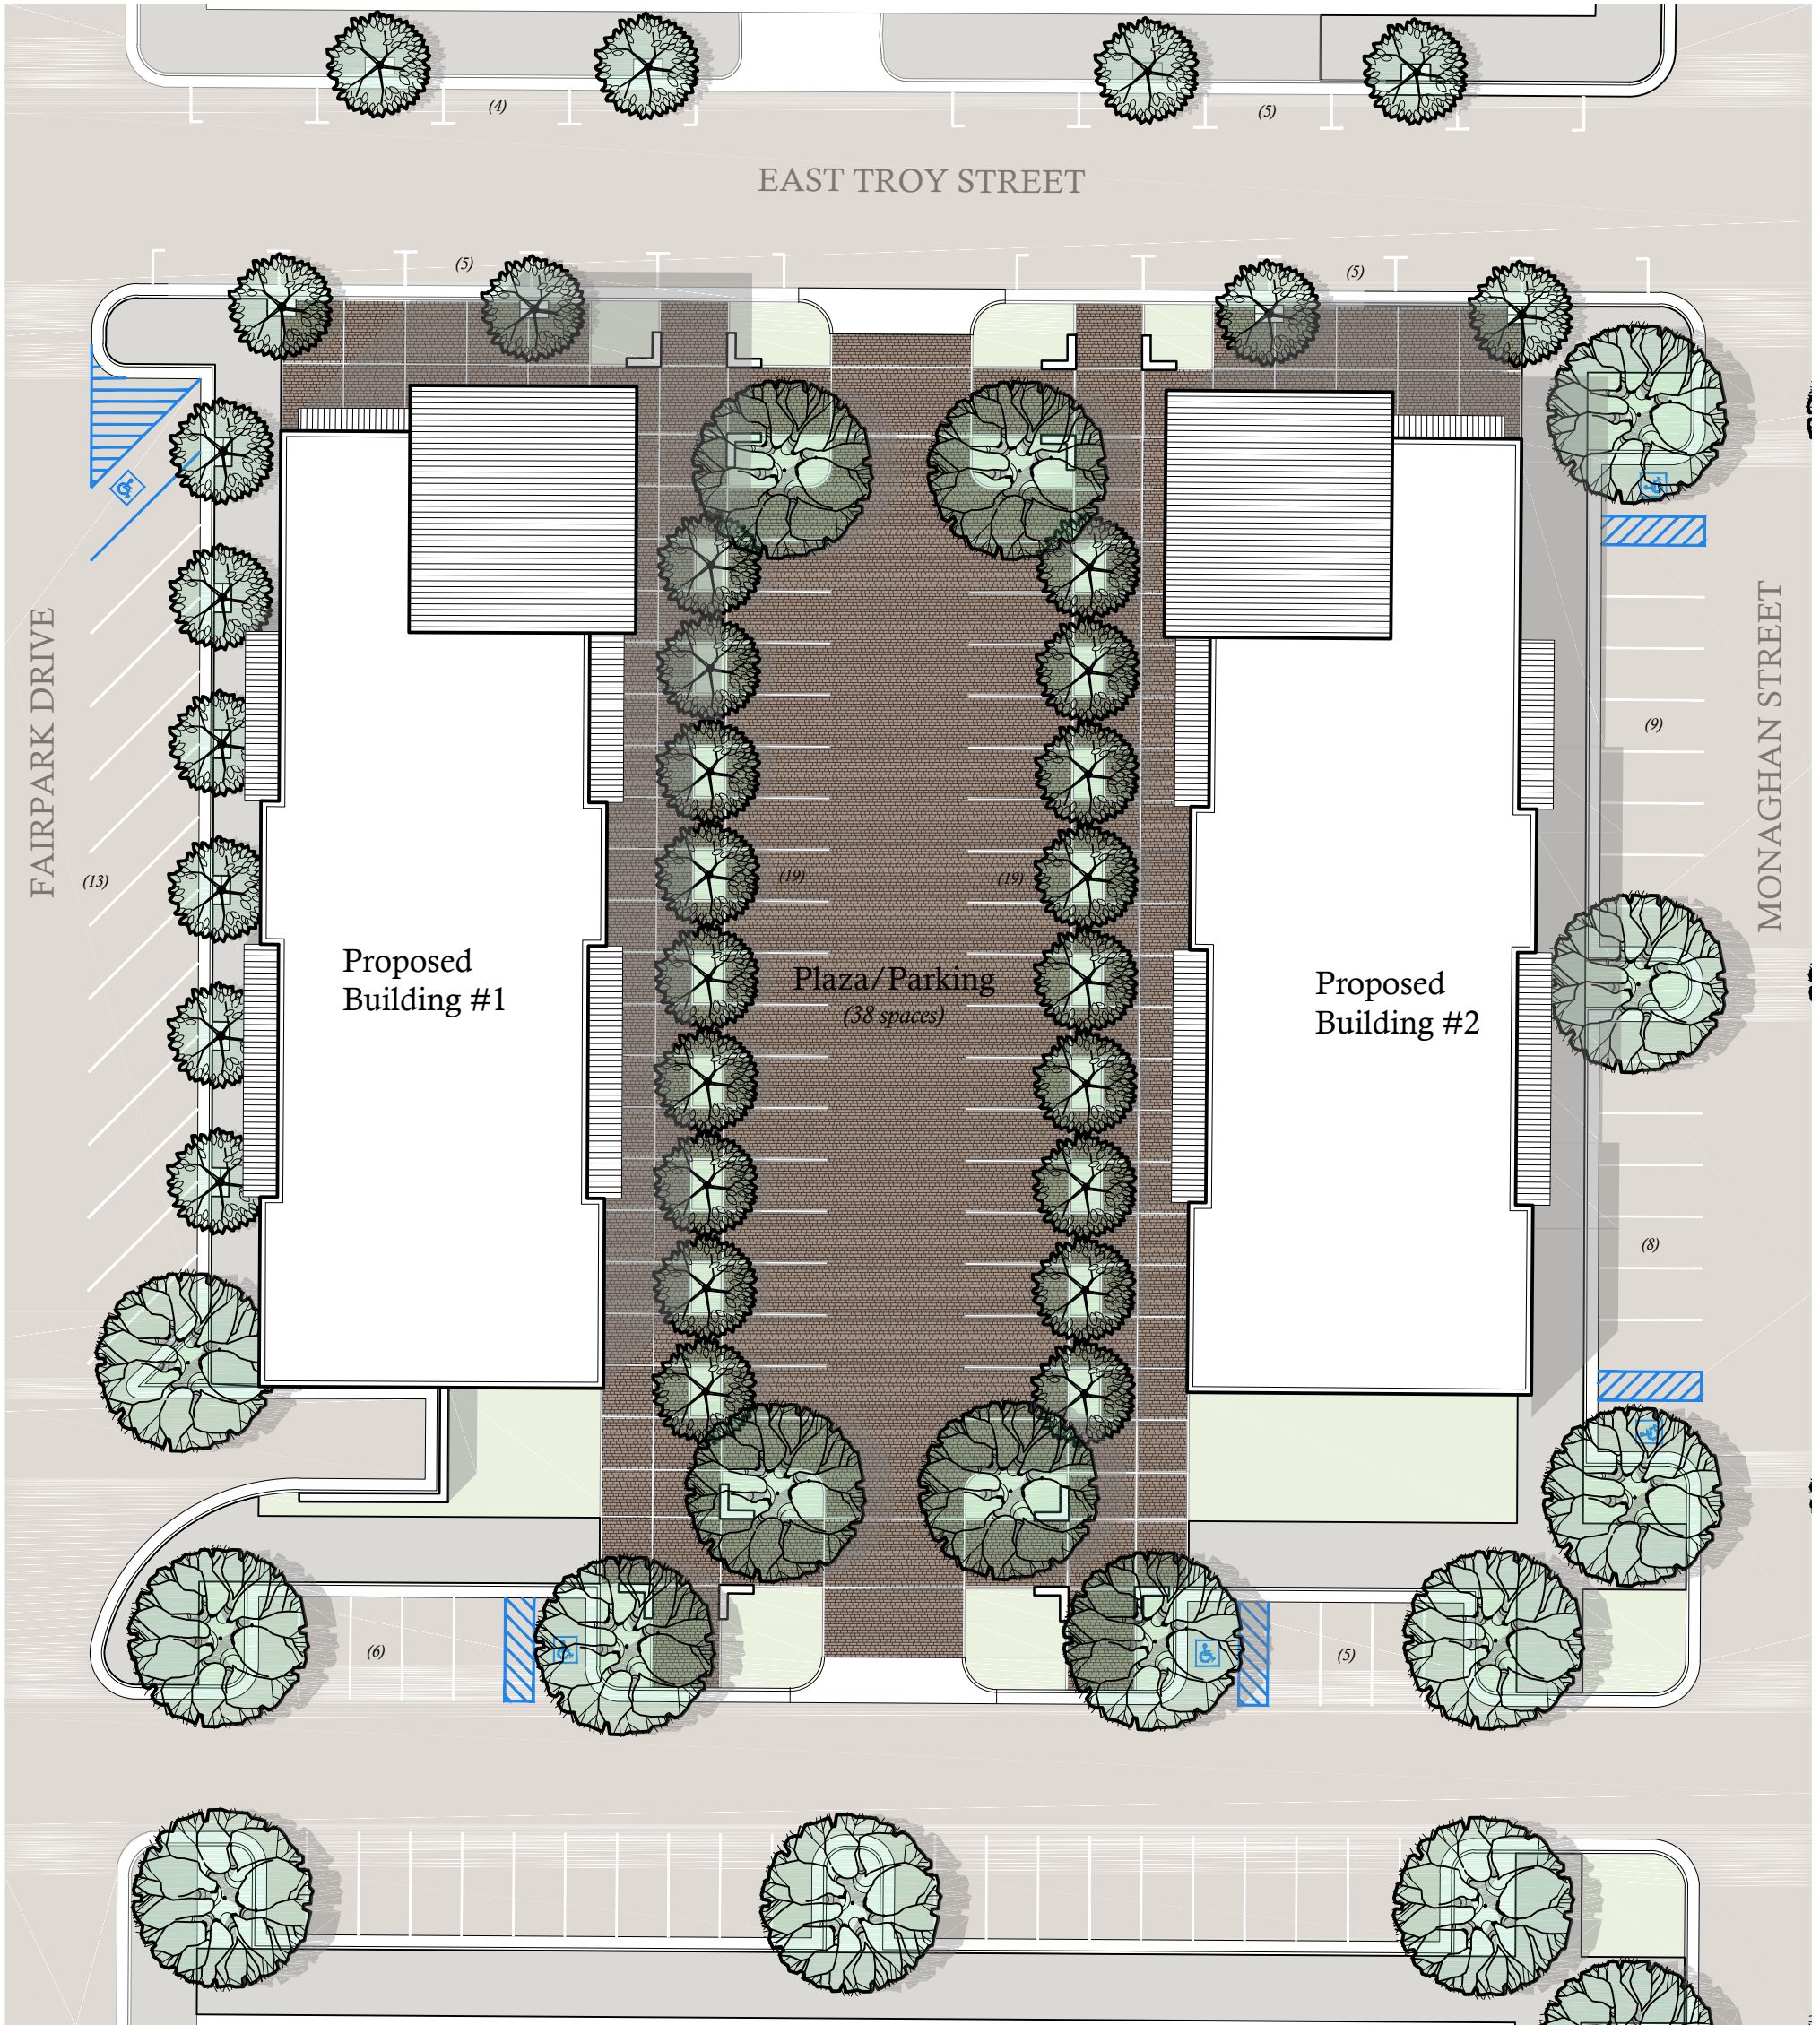 (4)
(5)
EAST TROY STREET
(5)
(5)
FAIRPARK DRIVE
MONAGHAN STREET
(9)
(13)
(19)
(19)
Proposed
Building #1
Plaza/Parking
(38 spaces)
Proposed
Building #2
(8)
(6)
(5)